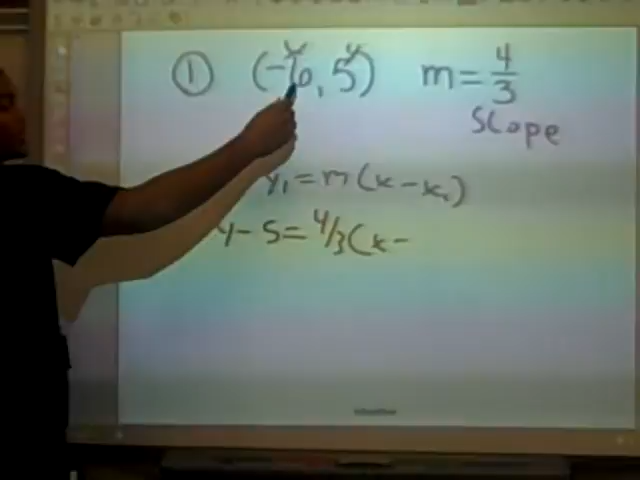 ① (-6, 5) m = 4/3
x y
Slope
y₁ = m(x - x₁)
y - 5 = 4/3(x -